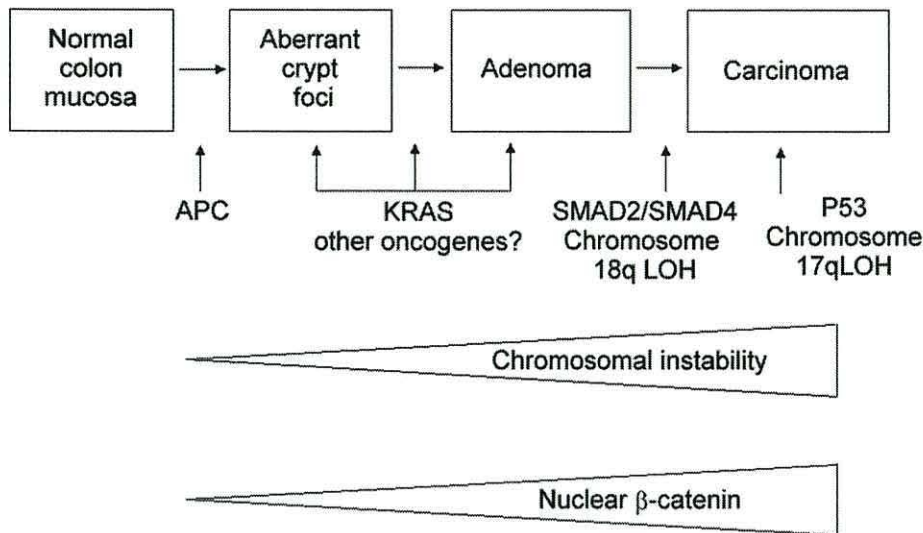 Normal
colon
mucosa
Aberrant
crypt
foci
Adenoma
Carcinoma
APC
KRAS
other oncogenes?
SMAD2/SMAD4
Chromosome
18q LOH
P53
Chromosome
17qLOH
Chromosomal instability
Nuclear β-catenin